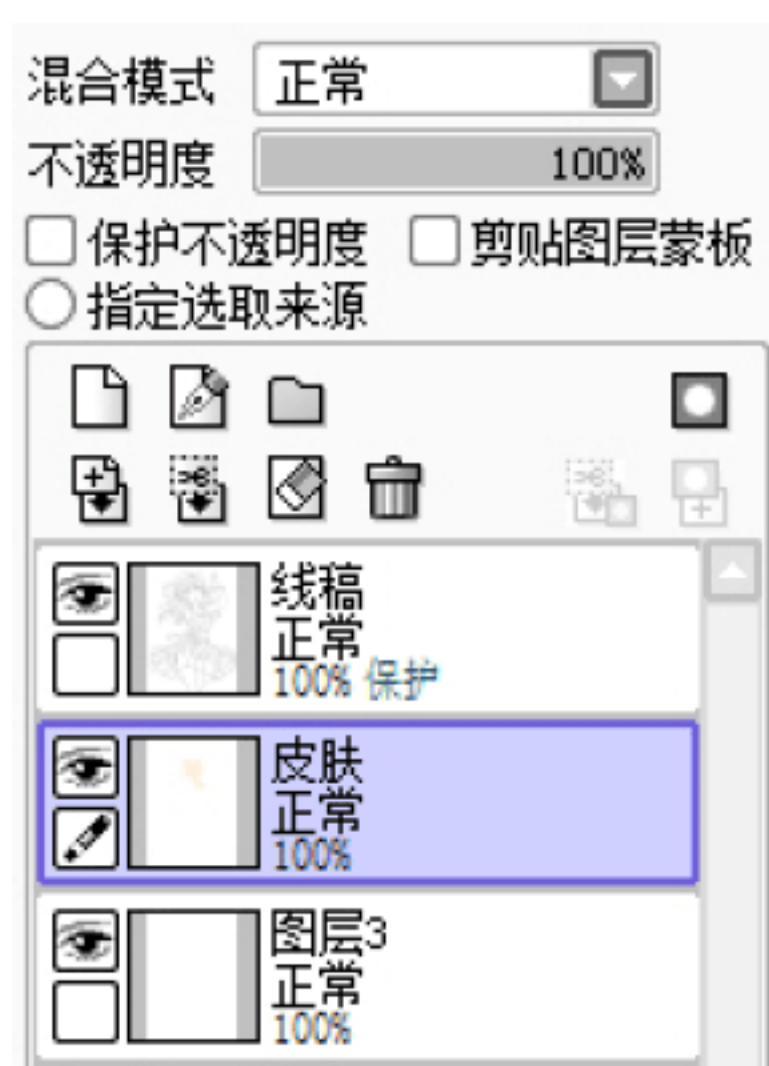 混合模式 正常
不透明度 100%
保护不透明度 剪贴图层蒙板
指定选取来源
线稿
正常
100% 保护
皮肤
正常
100%
图层3
正常
100%